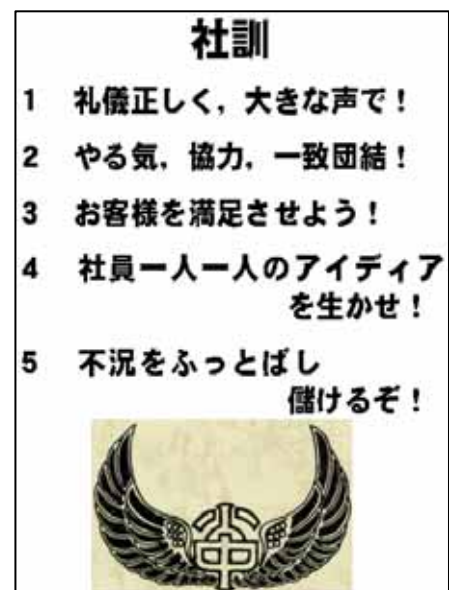 社訓
1 礼儀正しく，大きな声で！
2 やる気，協力，一致団結！
3 お客様を満足させよう！
4 社員一人一人のアイディア
を生かせ！
5 不況をふっとばし
儲けるぞ！